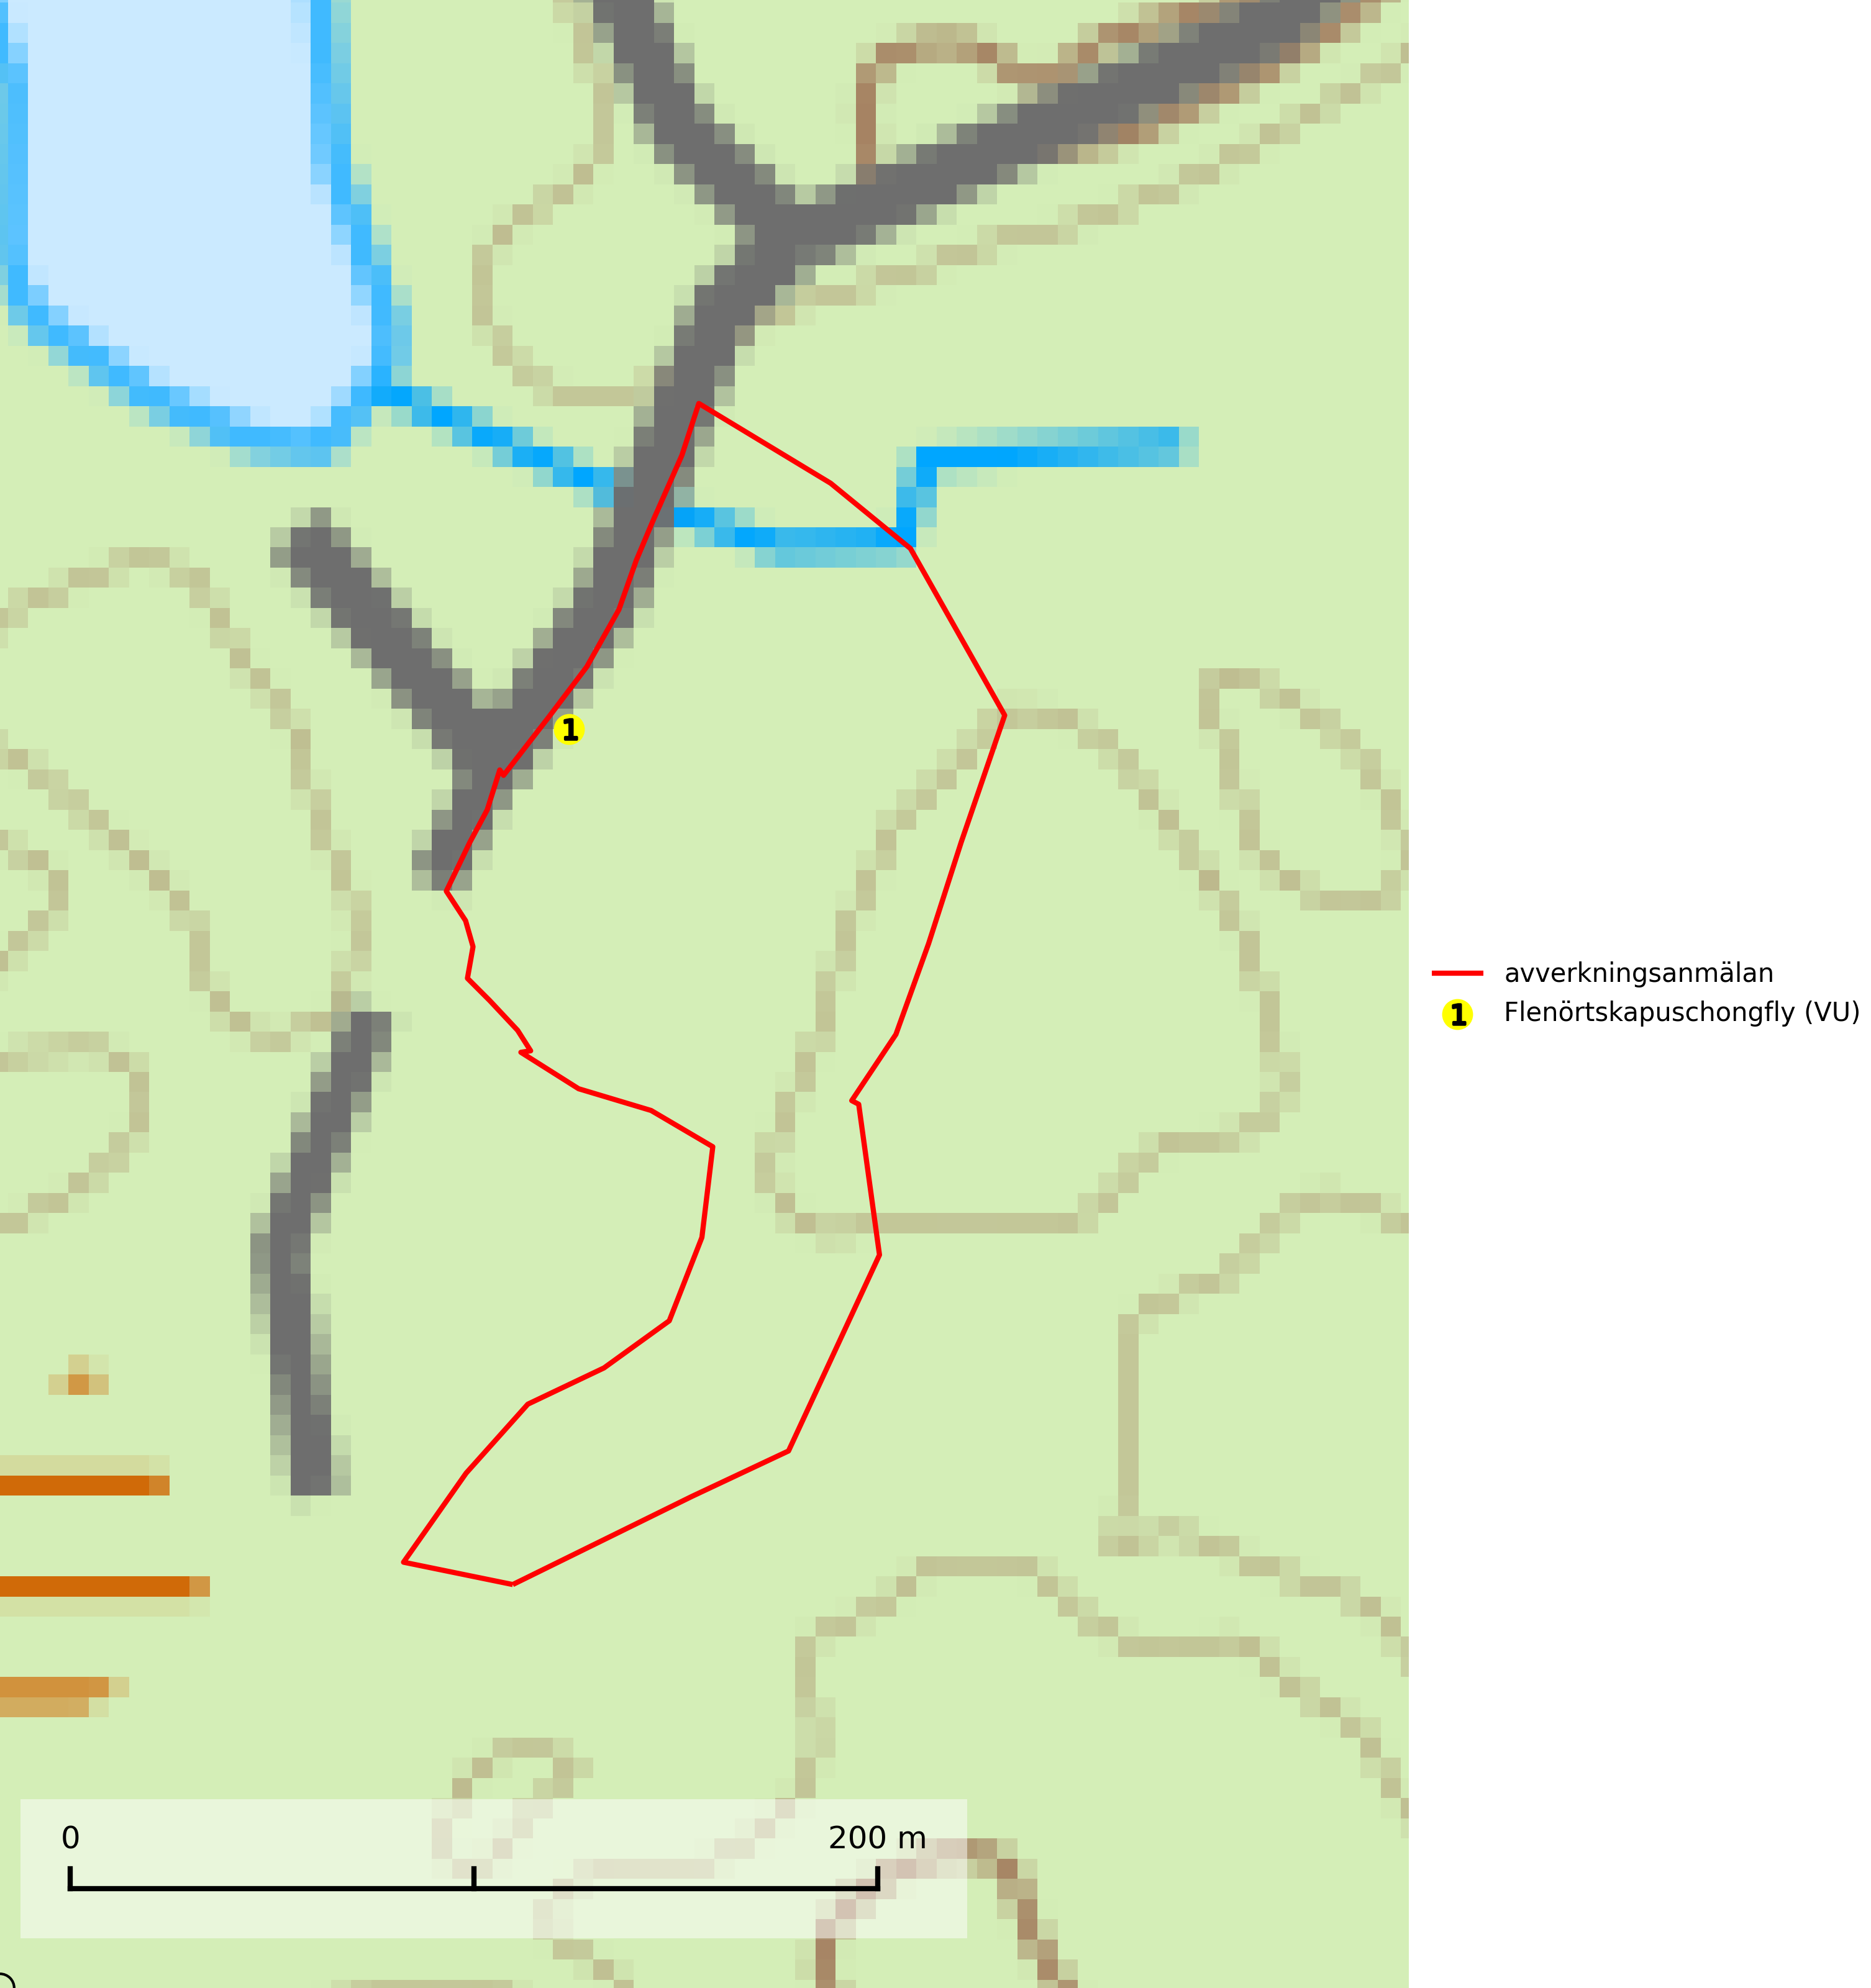 1
avverkningsanmälan
1 Flenörtskapuschongfly (VU)
0 200 m